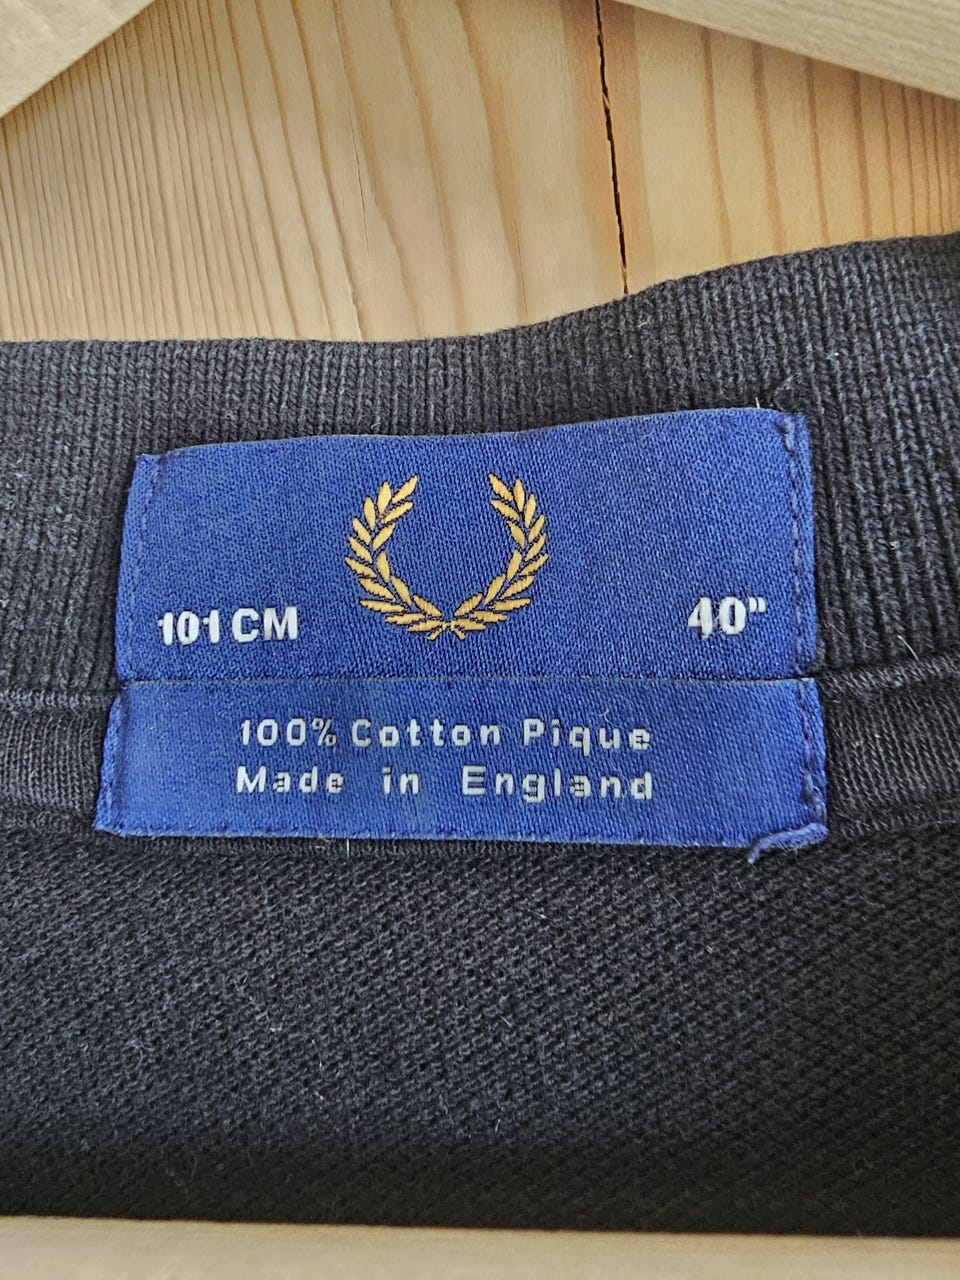 101 CM 40"
100% Cotton Pique
Made in England